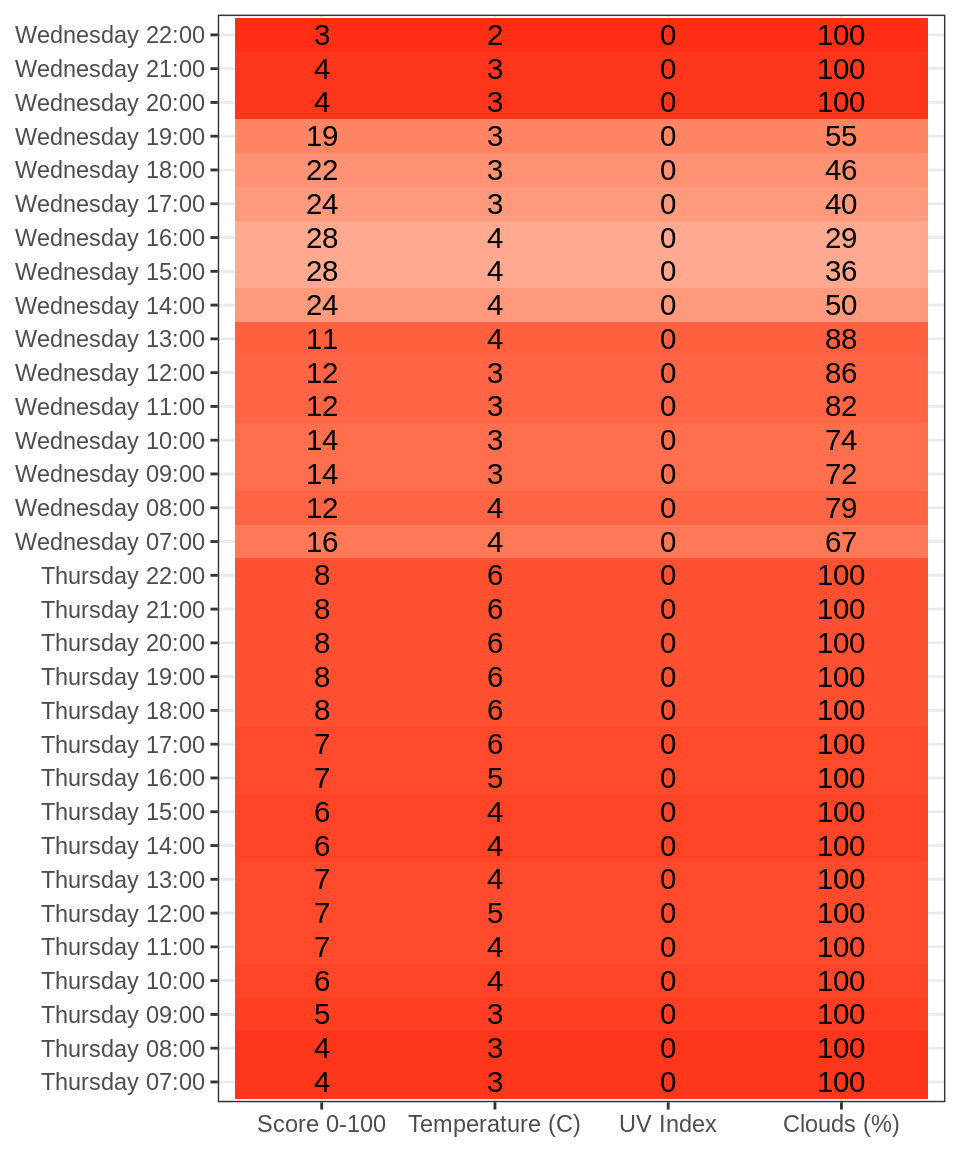 Wednesday 22:00 3 2 0 100
Wednesday 21:00 4 3 0 100
Wednesday 20:00 4 3 0 100
Wednesday 19:00 19 3 0 55
Wednesday 18:00 22 3 0 46
Wednesday 17:00 24 3 0 40
Wednesday 16:00 28 4 0 29
Wednesday 15:00 28 4 0 36
Wednesday 14:00 24 4 0 50
Wednesday 13:00 11 4 0 88
Wednesday 12:00 12 3 0 86
Wednesday 11:00 12 3 0 82
Wednesday 10:00 14 3 0 74
Wednesday 09:00 14 3 0 72
Wednesday 08:00 12 4 0 79
Wednesday 07:00 16 4 0 67
Thursday 22:00 8 6 0 100
Thursday 21:00 8 6 0 100
Thursday 20:00 8 6 0 100
Thursday 19:00 8 6 0 100
Thursday 18:00 8 6 0 100
Thursday 17:00 7 6 0 100
Thursday 16:00 7 5 0 100
Thursday 15:00 6 4 0 100
Thursday 14:00 6 4 0 100
Thursday 13:00 7 4 0 100
Thursday 12:00 7 5 0 100
Thursday 11:00 7 4 0 100
Thursday 10:00 6 4 0 100
Thursday 09:00 5 3 0 100
Thursday 08:00 4 3 0 100
Thursday 07:00 4 3 0 100
Score 0-100 Temperature (C) UV Index Clouds (%)